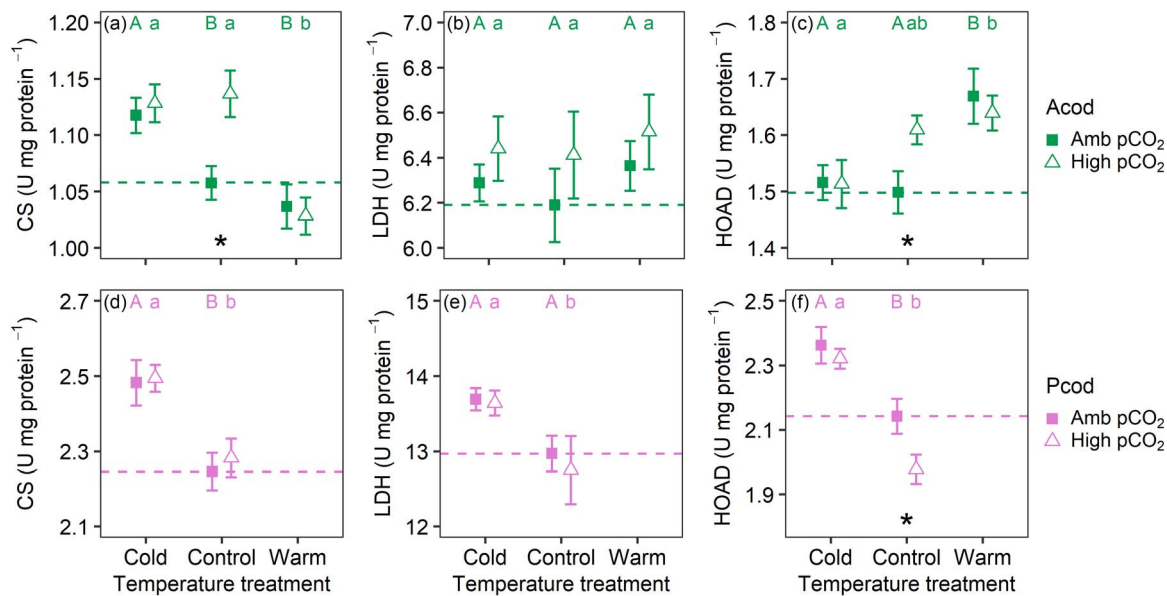 (a) A a B a B b
1.20
1.15
1.10
1.05
1.00
CS (U mg protein ⁻¹)
*
(b) A a A a A a
7.0
6.8
6.6
6.4
6.2
6.0
LDH (U mg protein ⁻¹)
(c) A a A ab B b
1.8
1.7
1.6
1.5
1.4
HOAD (U mg protein ⁻¹)
*
Acod
Amb pCO₂
High pCO₂
(d) A a B b
2.7
2.5
2.3
2.1
CS (U mg protein ⁻¹)
Cold Control Warm
Temperature treatment
(e) A a A b
15
14
13
12
LDH (U mg protein ⁻¹)
Cold Control Warm
Temperature treatment
(f) A a B b
2.5
2.3
2.1
1.9
HOAD (U mg protein ⁻¹)
*
Cold Control Warm
Temperature treatment
Pcod
Amb pCO₂
High pCO₂